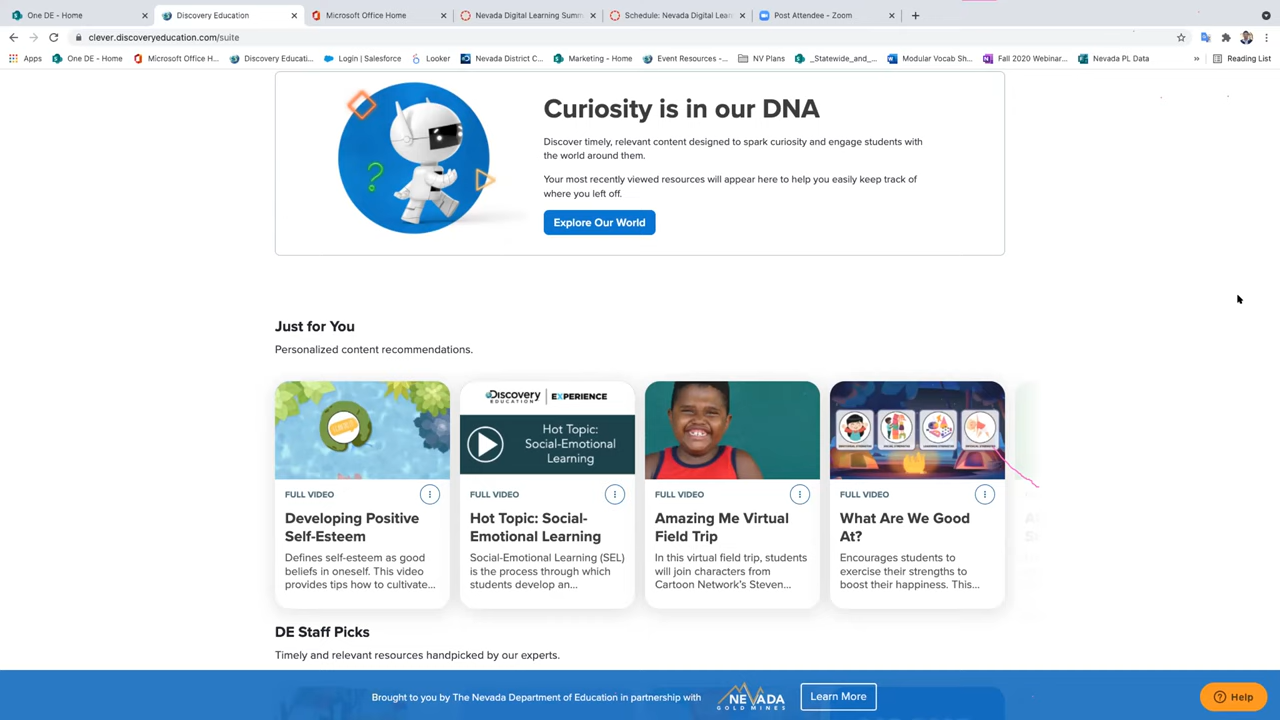 One DE - Home
Discovery Education
Microsoft Office Home
Nevada Digital Learning Summ
Schedule: Nevada Digital Lear
Post Attendee - Zoom
clever.discoveryeducation.com/suite
Apps
One DE - Home
Microsoft Office H...
Discovery Educati...
Login | Salesforce
Looker
Nevada District C...
Marketing - Home
Event Resources -...
NV Plans
_Statewide_and_...
Modular Vocab Sh...
Fall 2020 Webinar...
Nevada PL Data
Reading List
Curiosity is in our DNA
Discover timely, relevant content designed to spark curiosity and engage students with
the world around them.
Your most recently viewed resources will appear here to help you easily keep track of
where you left off.
Explore Our World
Just for You
Personalized content recommendations.
Discovery
EDUCATION
EXPERIENCE
Hot Topic:
Social-Emotional
Learning
FULL VIDEO
Developing Positive
Self-Esteem
Defines self-esteem as good
beliefs in oneself. This video
provides tips how to cultivate...
FULL VIDEO
Hot Topic: Social-
Emotional Learning
Social-Emotional Learning (SEL)
is the process through which
students develop an...
FULL VIDEO
Amazing Me Virtual
Field Trip
In this virtual field trip, students
will join characters from
Cartoon Network's Steven...
FULL VIDEO
What Are We Good
At?
Encourages students to
exercise their strengths to
boost their happiness. This...
DE Staff Picks
Timely and relevant resources handpicked by our experts.
Brought to you by The Nevada Department of Education in partnership with
NEVADA
GOLD MINES
Learn More
Help